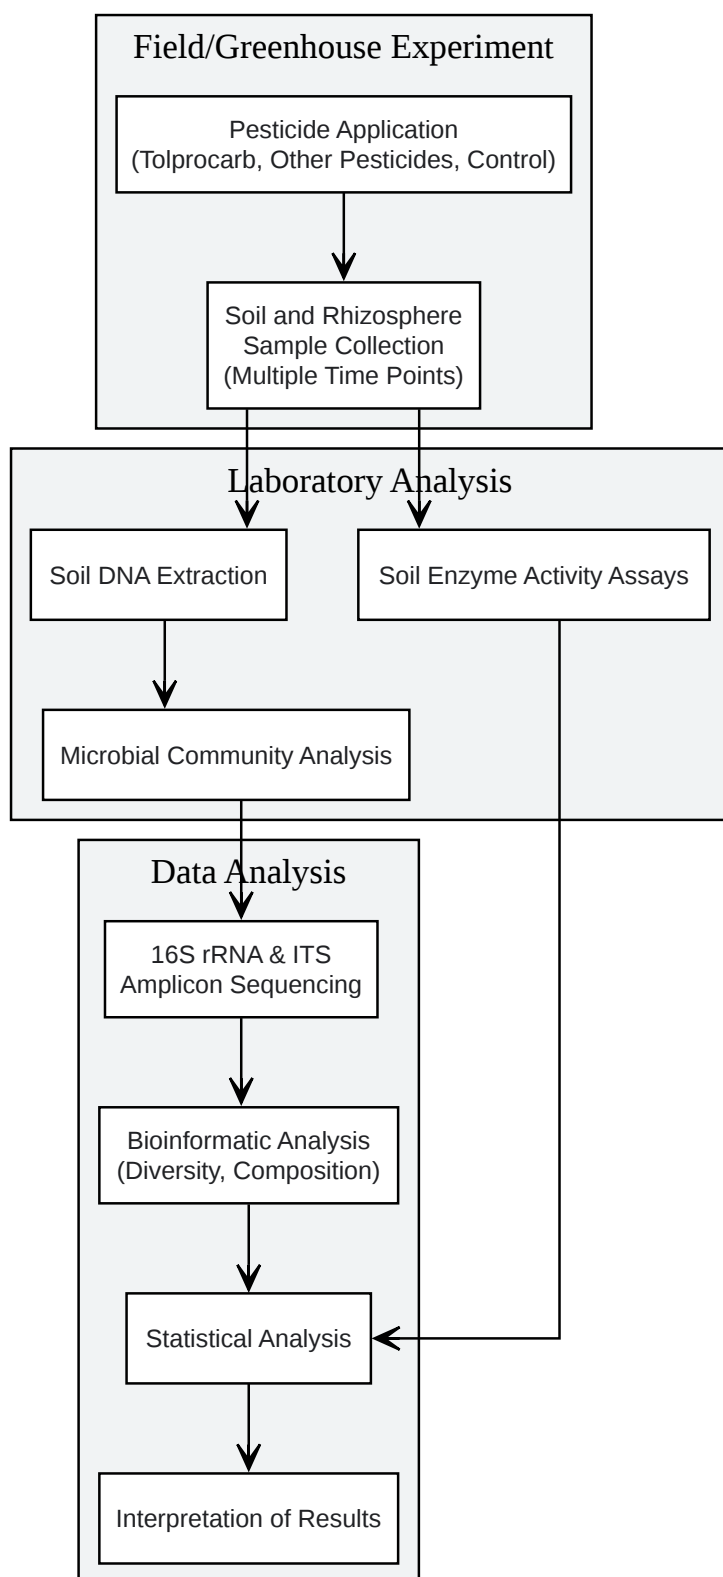 Field/Greenhouse Experiment
Pesticide Application
(Tolprocarb, Other Pesticides, Control)
Soil and Rhizosphere
Sample Collection
(Multiple Time Points)
Laboratory Analysis
Soil DNA Extraction
Soil Enzyme Activity Assays
Microbial Community Analysis
Data Analysis
16S rRNA & ITS
Amplicon Sequencing
Bioinformatic Analysis
(Diversity, Composition)
Statistical Analysis
Interpretation of Results